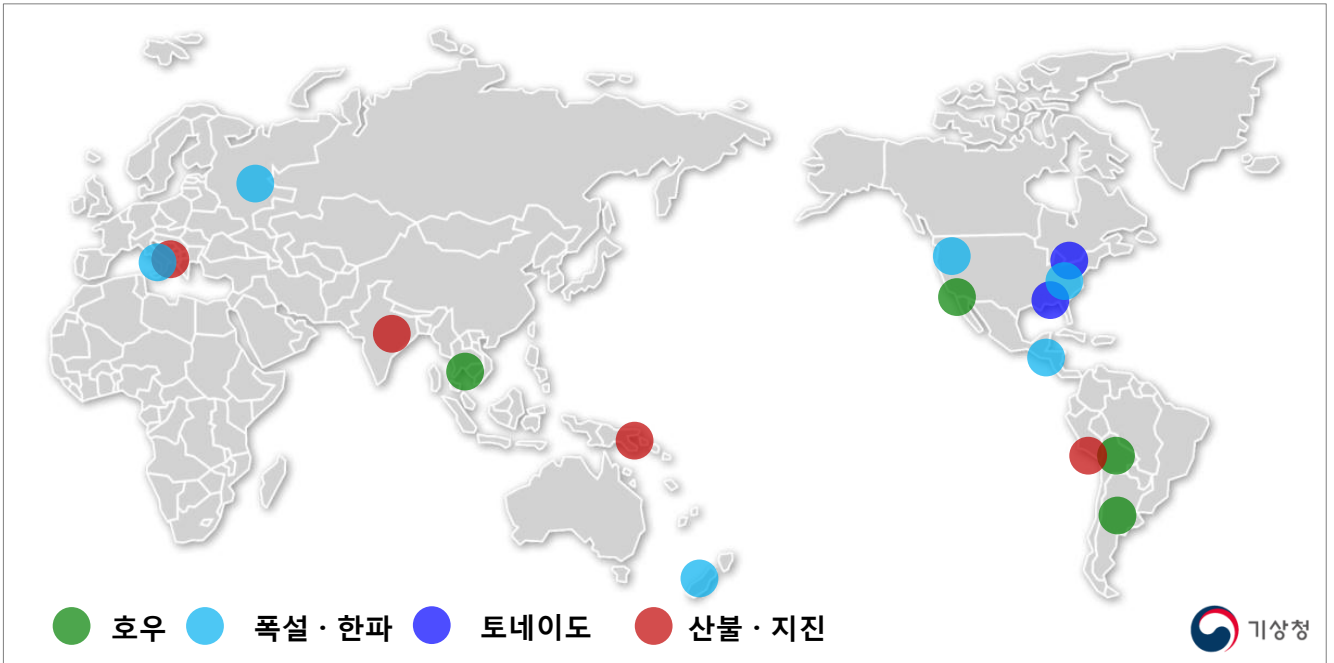 호우 폭설 · 한파 토네이도 산불 · 지진
기상청